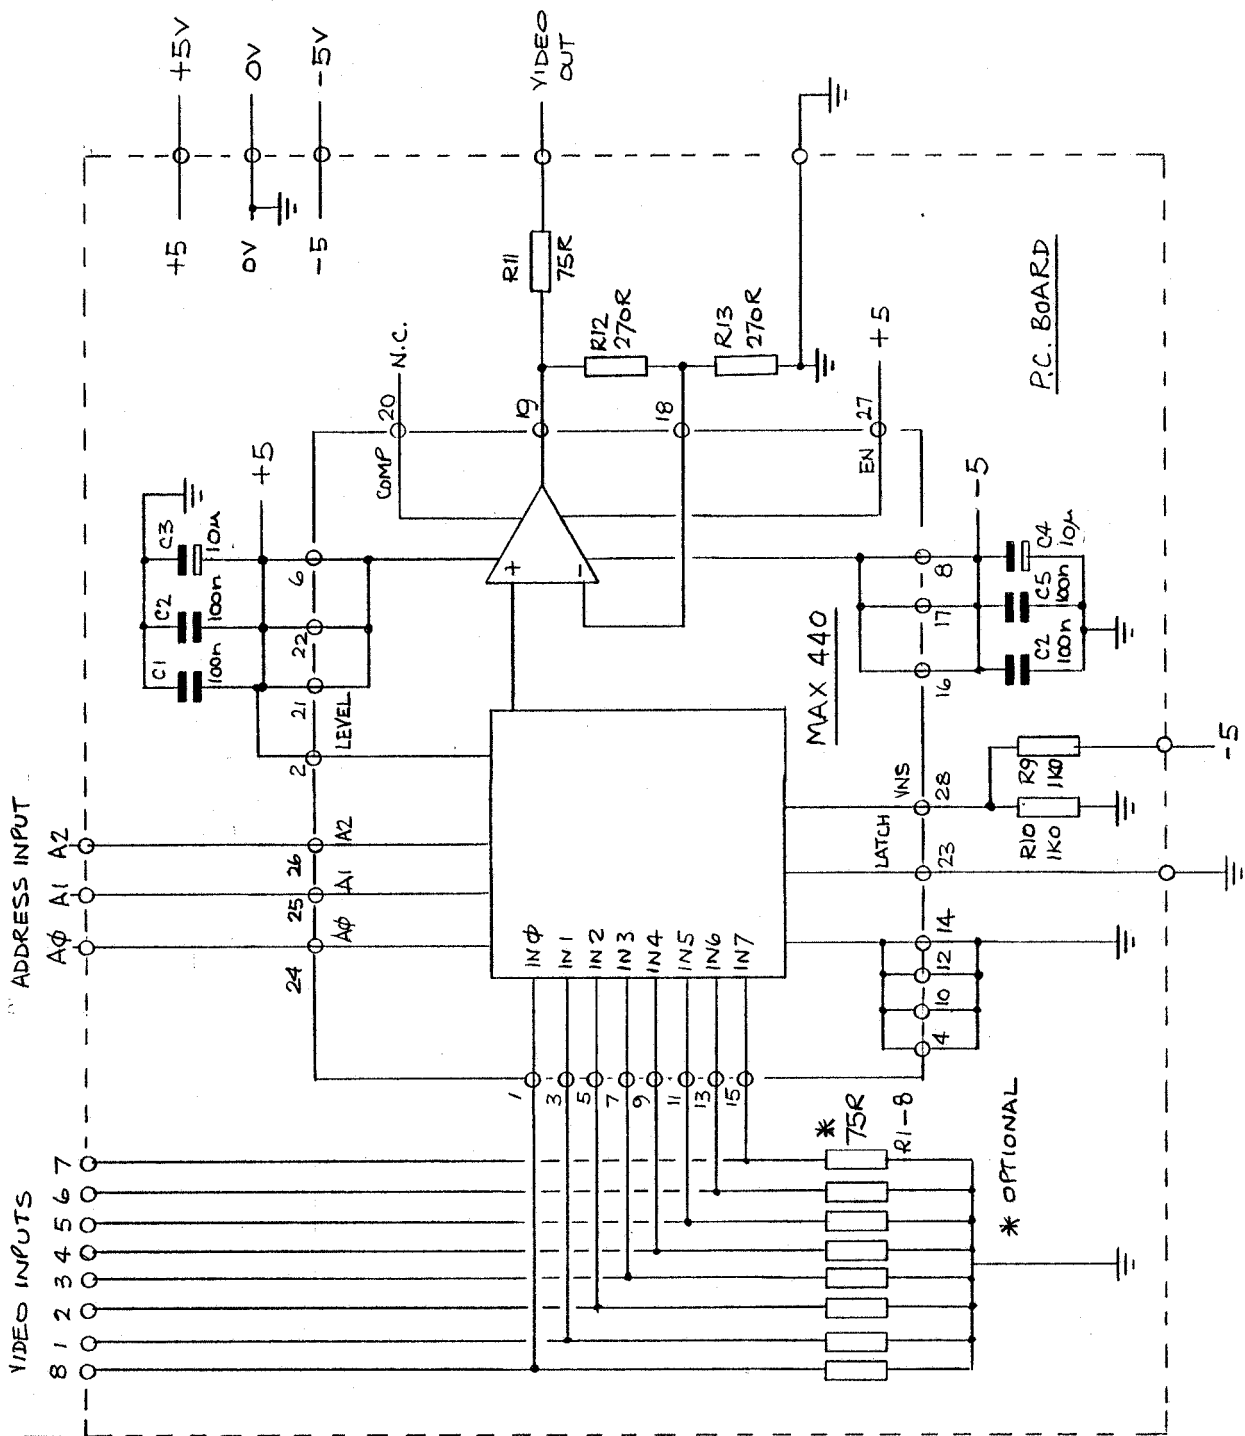 VIDEO INPUTS
8 1 2 3 4 5 6 7
ADDRESS INPUT
Aϕ A1 A2
+5 +5V
0V 0V
-5 -5V
C1
100n
C2
100n
C3
10µ
+5
24 25 26 2 21 22 6
Aϕ A1 A2 LEVEL
COMP
20 N.C.
19
18
EN
27
+5
R11
75R
VIDEO
OUT
R12
270R
R13
270R
+
-
INϕ
IN1
IN2
IN3
IN4
IN5
IN6
IN7
1
3
5
7
9
11
13
15
MAX 440
4 10 12 14
LATCH
23
VNS
28
16 17 8
-5
C2
100n
C5
100n
C4
10µ
R10
1K0
R9
1K0
-5
*
75R
R1-8
* OPTIONAL
P.C. BOARD